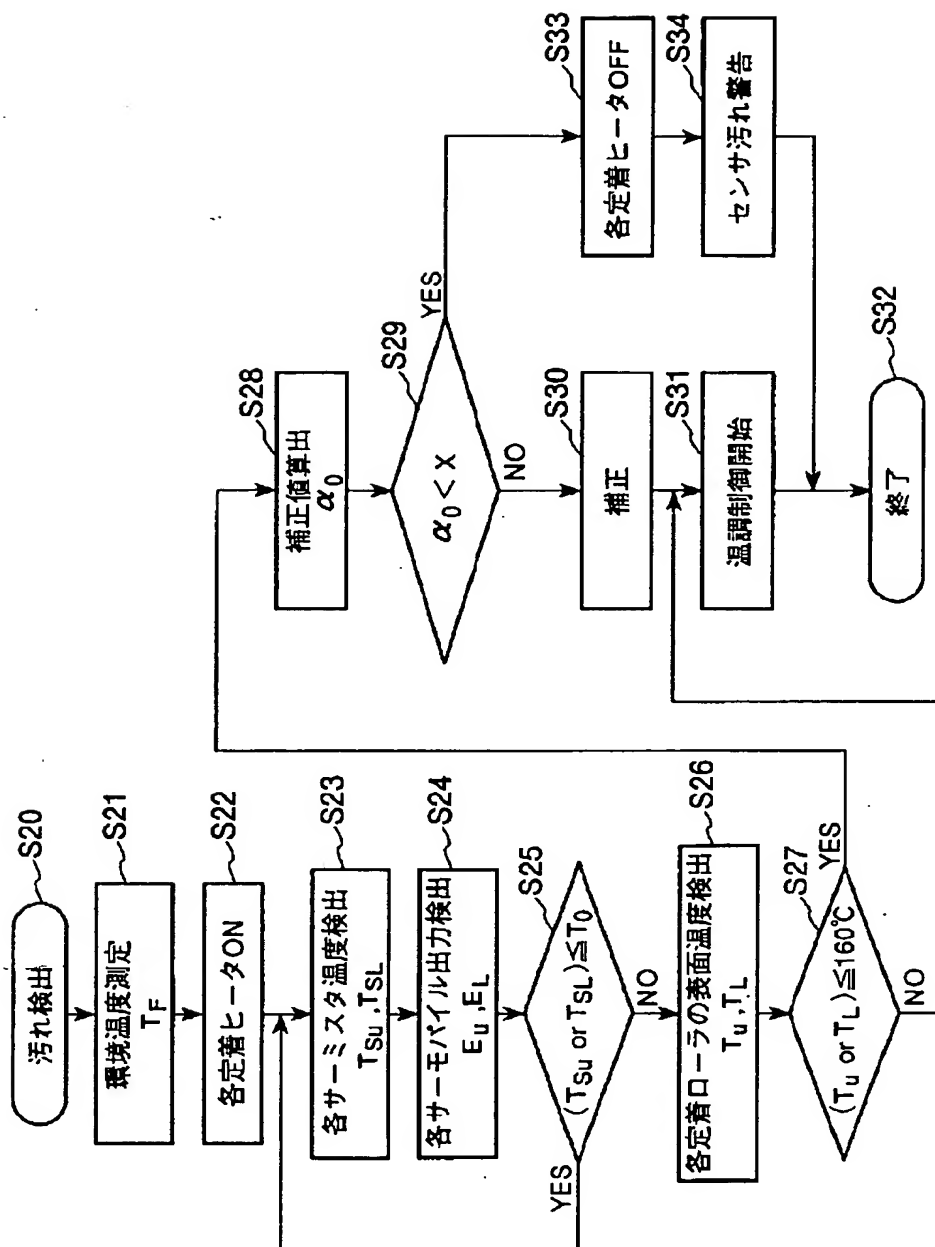 汚れ検出
S20
環境温度測定
T_F
S21
各定着ヒータON
S22
各サーミスタ温度検出
T_Su , T_SL
S23
各サーモパイル出力検出
E_u , E_L
S24
(T_Su or T_SL)≦T_0
S25
YES
NO
各定着ローラの表面温度検出
T_u , T_L
S26
(T_u or T_L)≦160℃
S27
YES
NO
補正値算出
α_0
S28
α_0 < X
S29
YES
NO
補正
S30
温調制御開始
S31
終了
S32
各定着ヒータOFF
S33
センサ汚れ警告
S34